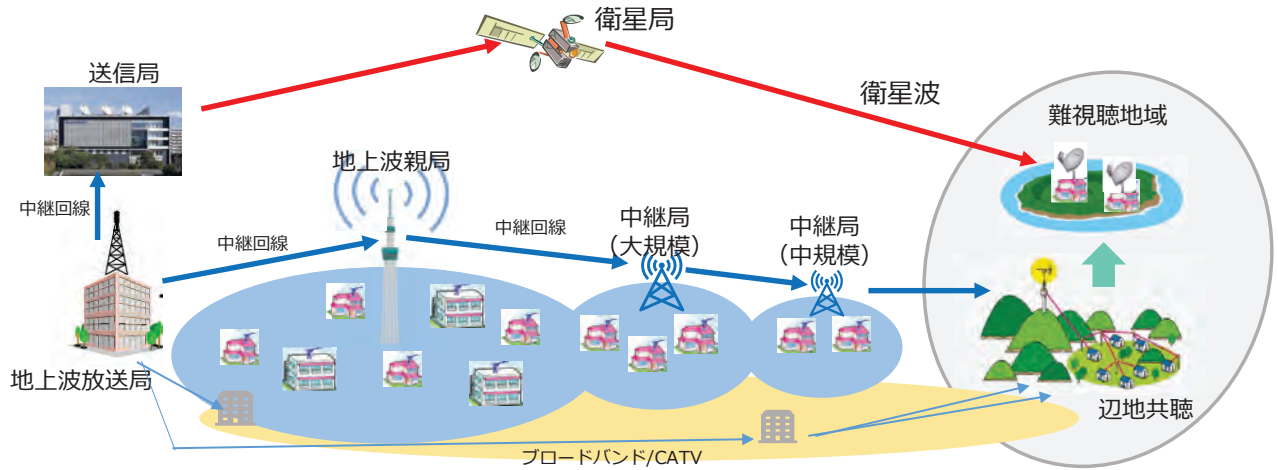 衛星局
送信局
衛星波
難視聴地域
地上波親局
中継回線
中継回線
中継回線
中継局
(大規模)
中継局
(中規模)
地上波放送局
辺地共聴
ブロードバンド/CATV